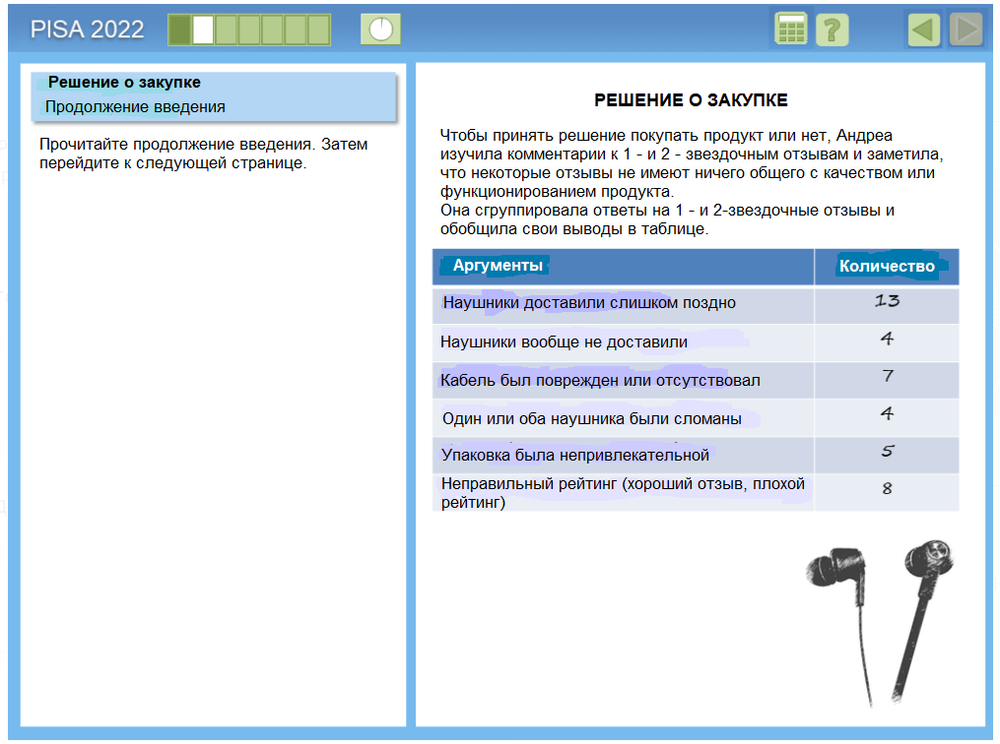 PISA 2022
?
Решение о закупке
Продолжение введения
Прочитайте продолжение введения. Затем
перейдите к следующей странице.
РЕШЕНИЕ О ЗАКУПКЕ
Чтобы принять решение покупать продукт или нет, Андреа
изучила комментарии к 1 - и 2 - звездочным отзывам и заметила,
что некоторые отзывы не имеют ничего общего с качеством или
функционированием продукта.
Она сгруппировала ответы на 1 - и 2-звездочные отзывы и
обобщила свои выводы в таблице.
Аргументы Количество
Наушники доставили слишком поздно 13
Наушники вообще не доставили 4
Кабель был поврежден или отсутствовал 7
Один или оба наушника были сломаны 4
Упаковка была непривлекательной 5
Неправильный рейтинг (хороший отзыв, плохой
рейтинг) 8